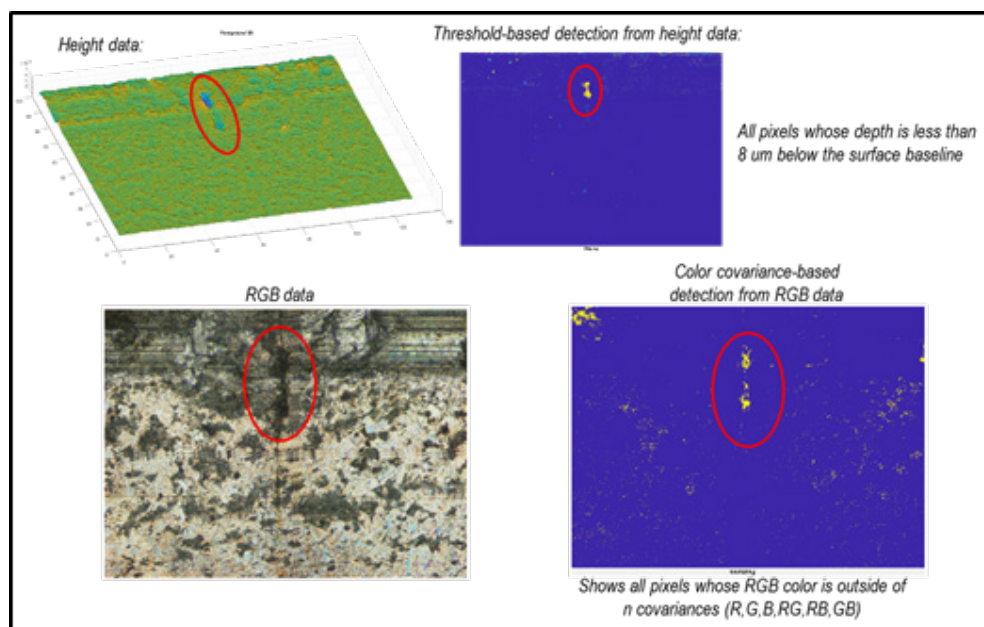 Height data:
Threshold-based detection from height data:
All pixels whose depth is less than
8 um below the surface baseline
RGB data
Color covariance-based
detection from RGB data
Shows all pixels whose RGB color is outside of
n covariances (R,G,B,RG,RB,GB)